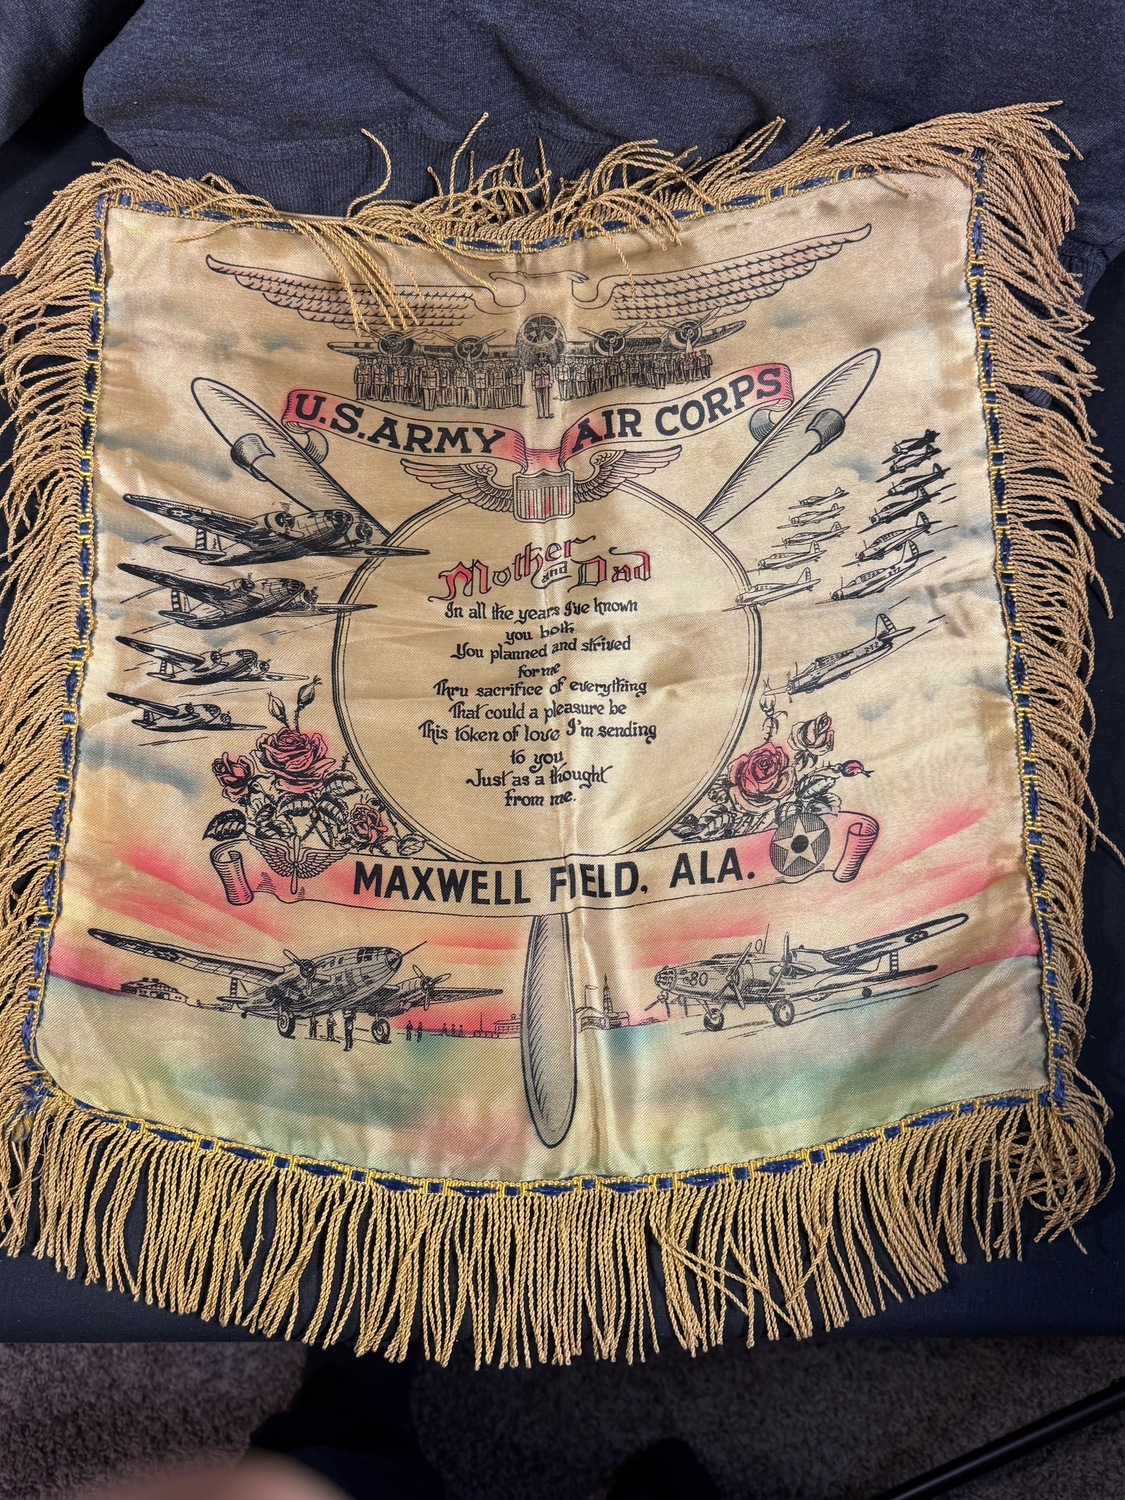 U.S. ARMY AIR CORPS
Mother
and Dad
In all the years I've known
you both
You planned and strived
for me
Thru sacrifice of everything
That could a pleasure be
This token of love I'm sending
to you
Just as a thought
from me.
MAXWELL FIELD, ALA.
80